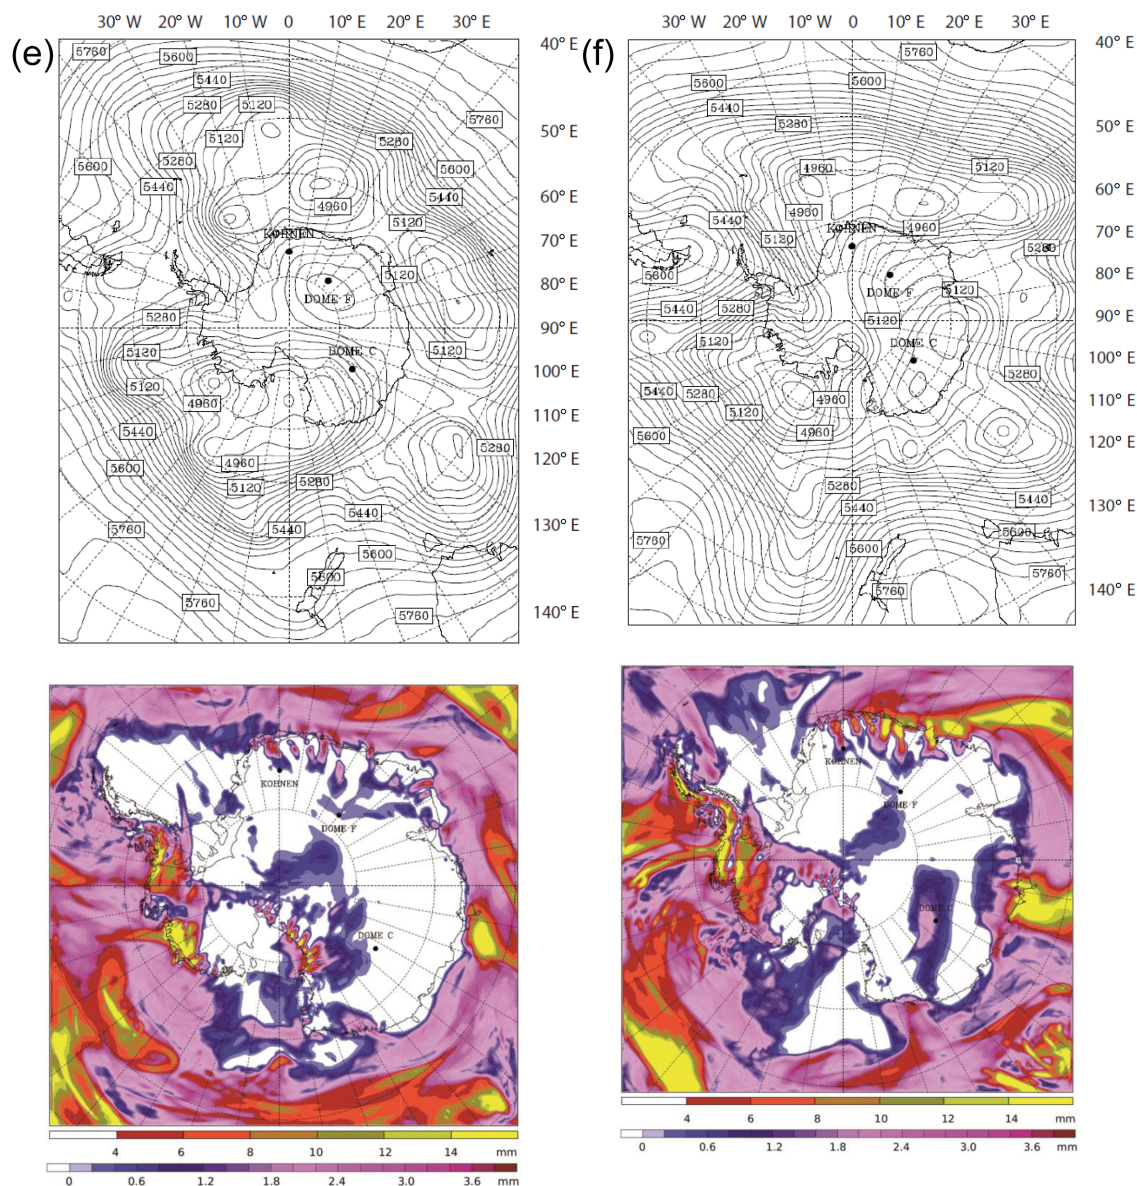 30° W 20° W 10° W 0 10° E 20° E 30° E
30° W 20° W 10° W 0 10° E 20° E 30° E
(e)
(f)
40° E
50° E
60° E
70° E
80° E
90° E
100° E
110° E
120° E
130° E
140° E
40° E
50° E
60° E
70° E
80° E
90° E
100° E
110° E
120° E
130° E
140° E
5760
5600
5440
5280 5120
5760
5120
5280
5280
5600
5600
5440
5440
4960
5120
KOHNEN
5120
DOME F
5280
5120
DOME C
5120
5120
4960
5440
5280
5600
4960
5120
5280
5440
5760
5440
5600
5600
5760
5760
5760
5600
5600
5440
5280
4960
5120
4960
5440
4960
KOHNEN
5120
5280
5600
DOME F
5120
5440
5280
5120
5120
DOME C
5280
5440
5280
4960
5120
5600
4960
5280
5440
5440
5760
5600
5600
5760
5760
KOHNEN
DOME F
DOME C
4 6 8 10 12 14 mm
0 0.6 1.2 1.8 2.4 3.0 3.6 mm
KOHNEN
DOME F
DOME C
4 6 8 10 12 14 mm
0 0.6 1.2 1.8 2.4 3.0 3.6 mm